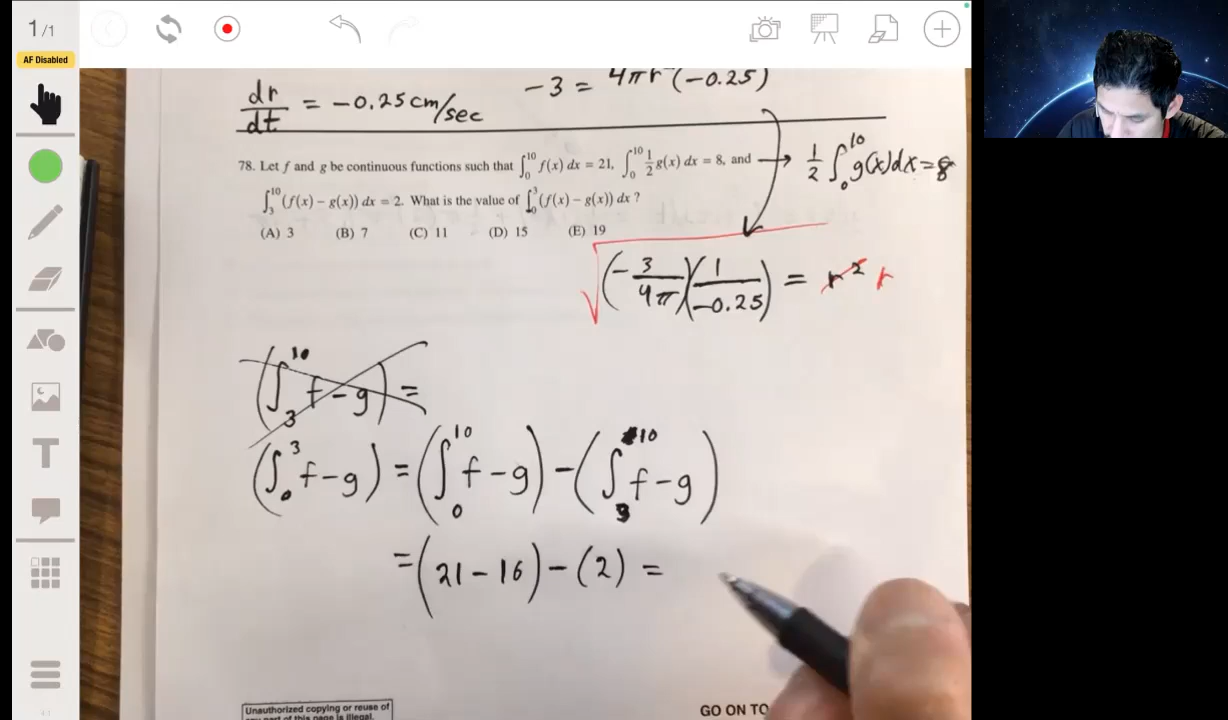 1/1
AF Disabled
dr/dt = -0.25 cm/sec
-3 = 4πr (-0.25)
78. Let f and g be continuous functions such that ∫₀¹⁰ f(x) dx = 21, ∫₀¹⁰ ½g(x) dx = 8, and
½ ∫₀¹⁰ g(x)dx = 8
∫₃¹⁰ (f(x) – g(x)) dx = 2. What is the value of ∫₀³ (f(x) – g(x)) dx ?
(A) 3 (B) 7 (C) 11 (D) 15 (E) 19
√(-3/4π)(1/-0.25) = r² r
(∫₃¹⁰ f-g) =
(∫₀³ f-g) = (∫₀¹⁰ f-g) - (∫₃¹⁰ f-g)
= (21-16) - (2) =
T
Unauthorized copying or reuse of
any part of this page is illegal.
GO ON TO